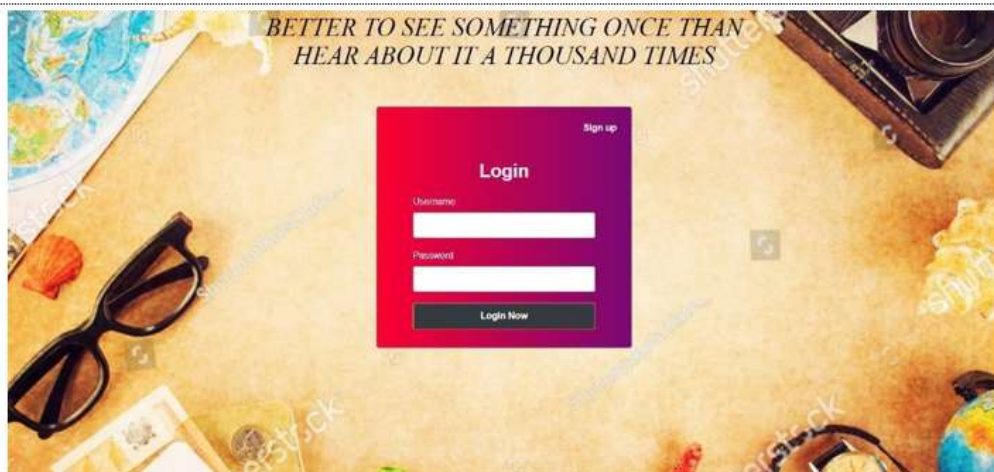 BETTER TO SEE SOMETHING ONCE THAN
HEAR ABOUT IT A THOUSAND TIMES
Sign up
Login
Username
Password
Login Now